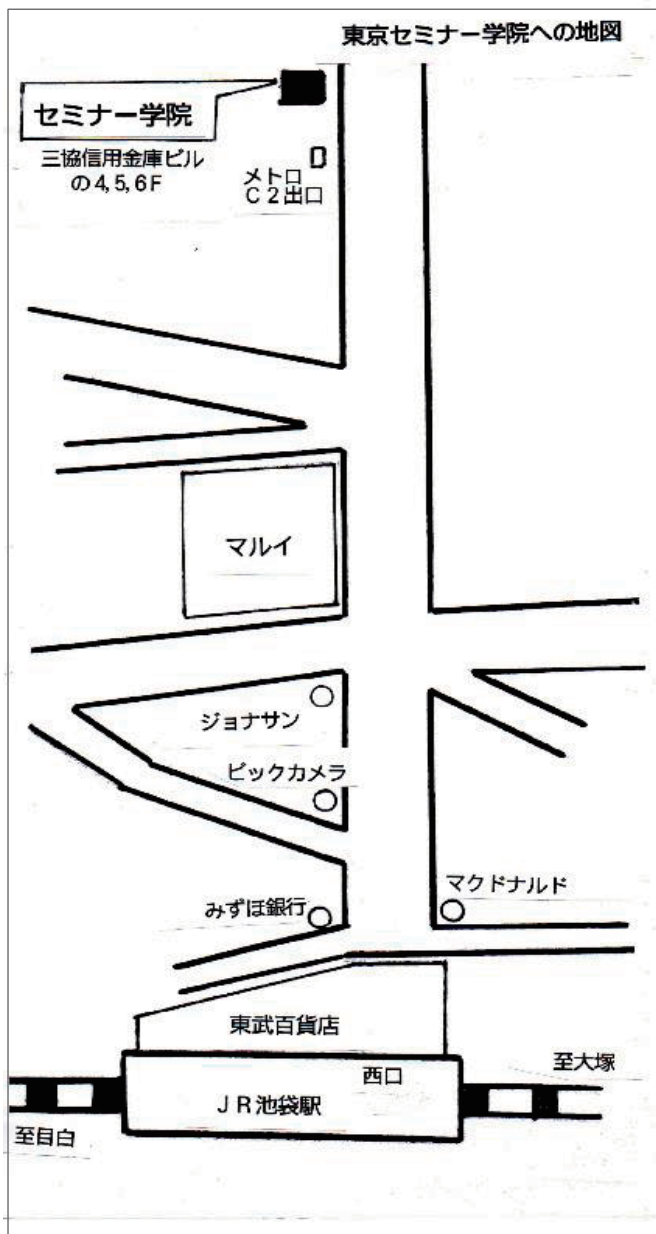 東京セミナー学院への地図
セミナー学院
三協信用金庫ビル
の4,5,6F
メトロ
C2出口
マルイ
ジョナサン
ビックカメラ
みずほ銀行
マクドナルド
東武百貨店
西口
至大塚
JR池袋駅
至目白